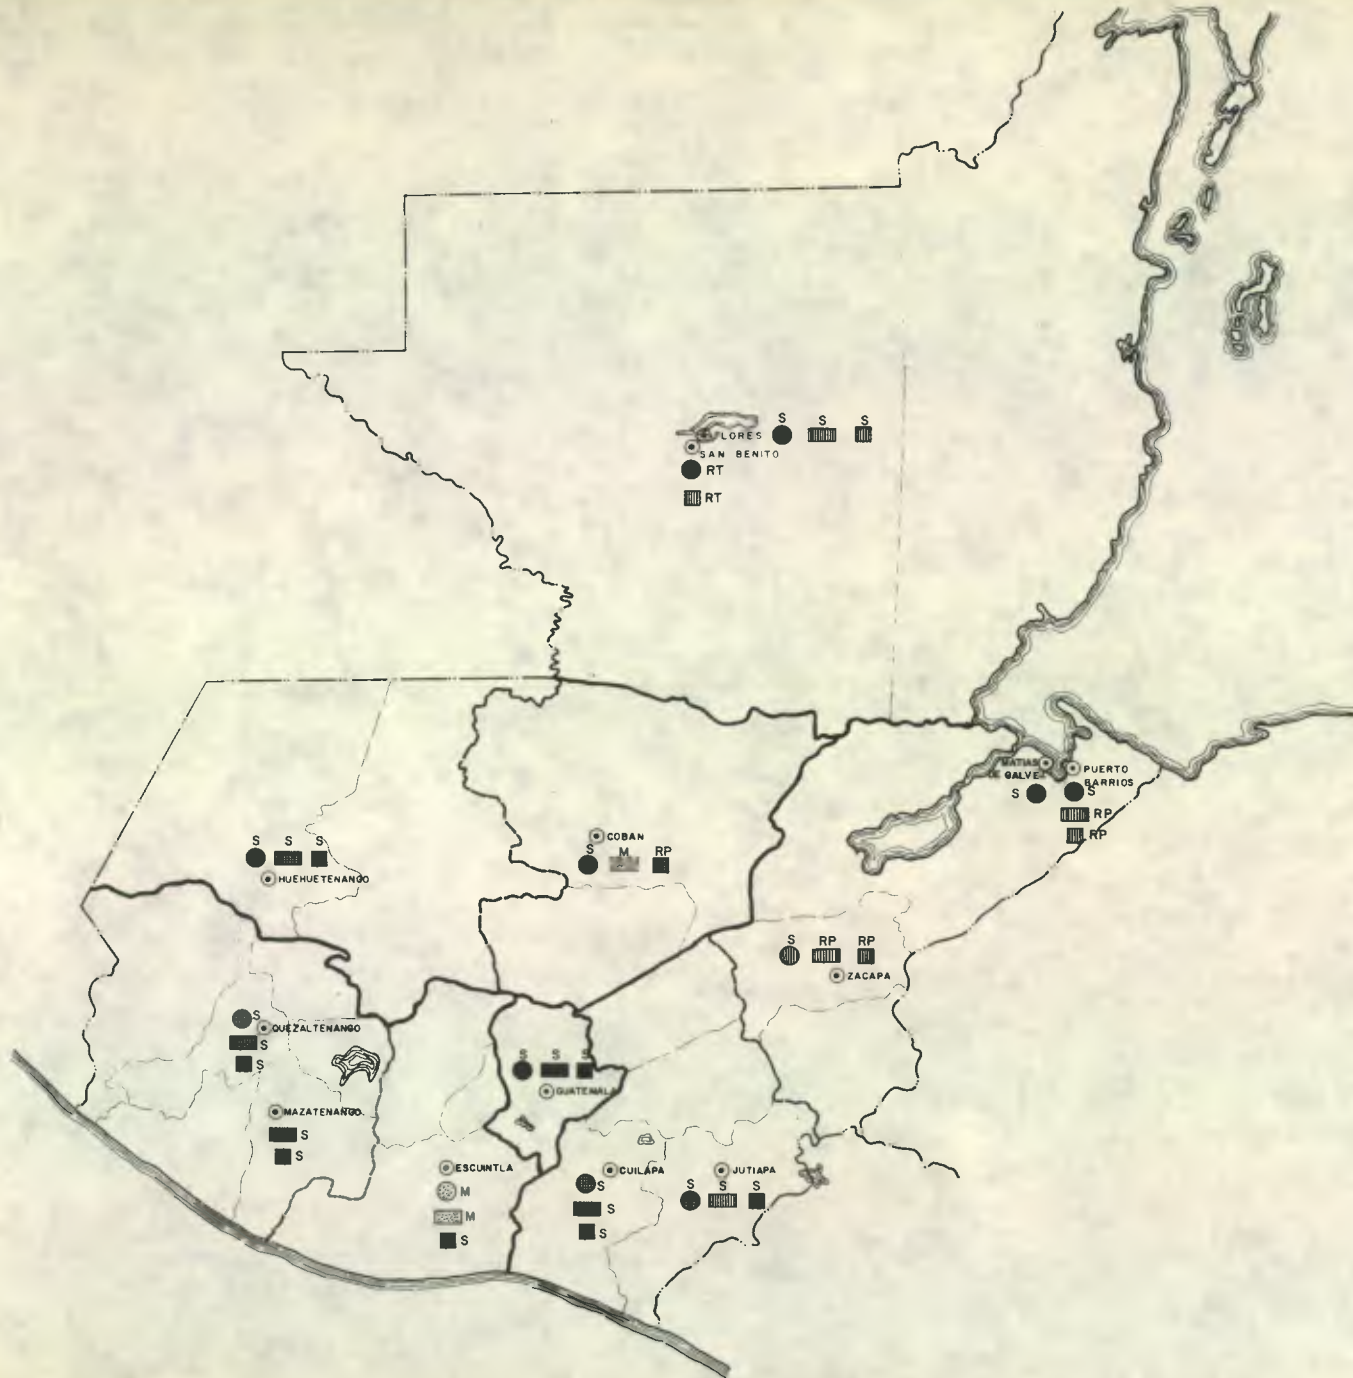 S S S
FLORES
SAN BENITO
RT
RT
MATIAS
DE GALVEZ
PUERTO
BARRIOS
S
S
RP
RP
S S S
HUEHUETENANGO
COBAN
S M RP
S RP RP
ZACAPA
S
QUEZALTENANGO
S
S
S S S
GUATEMALA
MAZATENANGO
S
S
ESCUINTLA
M
M
S
CUILAPA
S
S
S
JUTIAPA
S S S